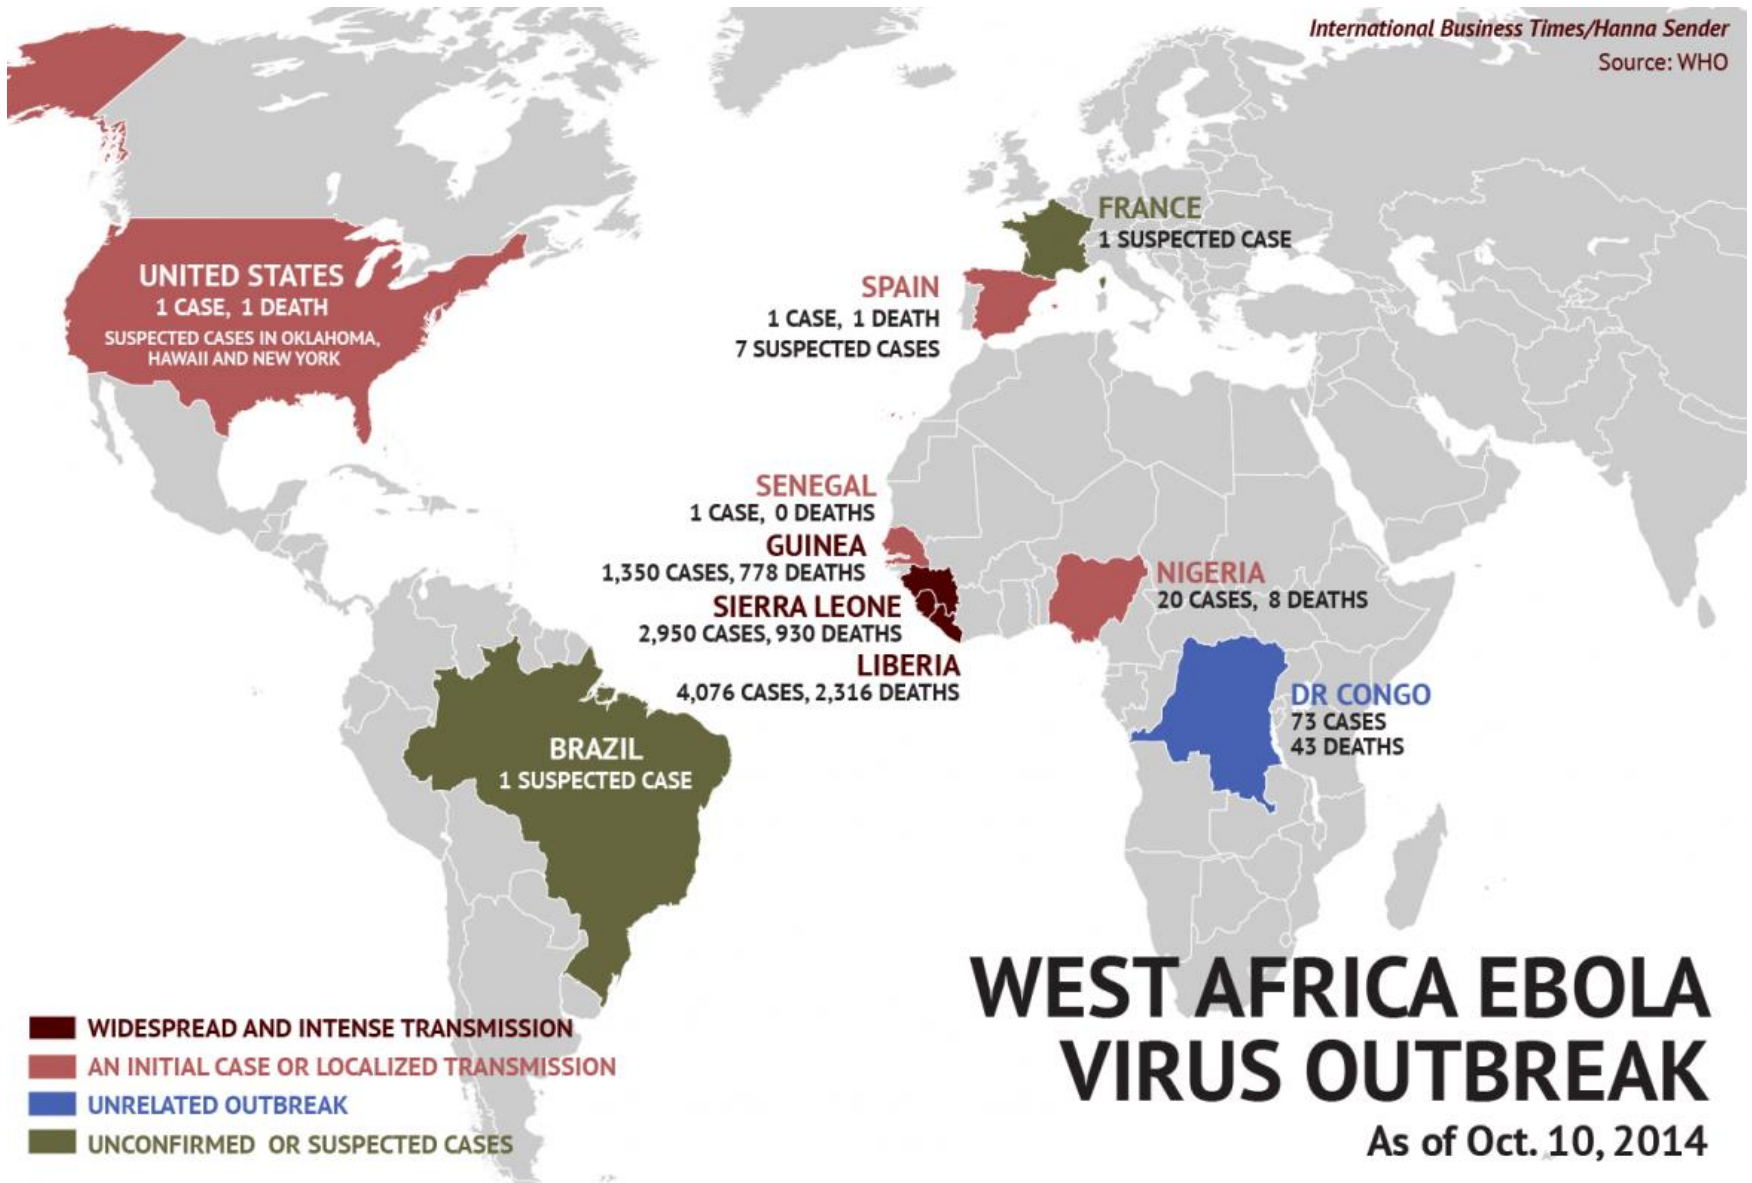 International Business Times/Hanna Sender
Source: WHO
UNITED STATES
1 CASE, 1 DEATH
SUSPECTED CASES IN OKLAHOMA,
HAWAII AND NEW YORK
FRANCE
1 SUSPECTED CASE
SPAIN
1 CASE, 1 DEATH
7 SUSPECTED CASES
SENEGAL
1 CASE, 0 DEATHS
GUINEA
1,350 CASES, 778 DEATHS
SIERRA LEONE
2,950 CASES, 930 DEATHS
LIBERIA
4,076 CASES, 2,316 DEATHS
NIGERIA
20 CASES, 8 DEATHS
DR CONGO
73 CASES
43 DEATHS
BRAZIL
1 SUSPECTED CASE
WIDESPREAD AND INTENSE TRANSMISSION
AN INITIAL CASE OR LOCALIZED TRANSMISSION
UNRELATED OUTBREAK
UNCONFIRMED OR SUSPECTED CASES
WEST AFRICA EBOLA
VIRUS OUTBREAK
As of Oct. 10, 2014